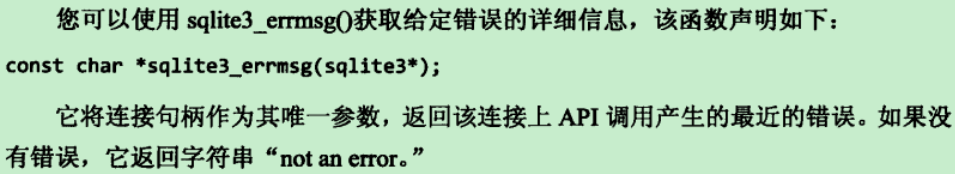 您可以使用 sqlite3_errmsg()获取给定错误的详细信息，该函数声明如下：
const char *sqlite3_errmsg(sqlite3*);
它将连接句柄作为其唯一参数，返回该连接上 API 调用产生的最近的错误。如果没
有错误，它返回字符串“not an error。”